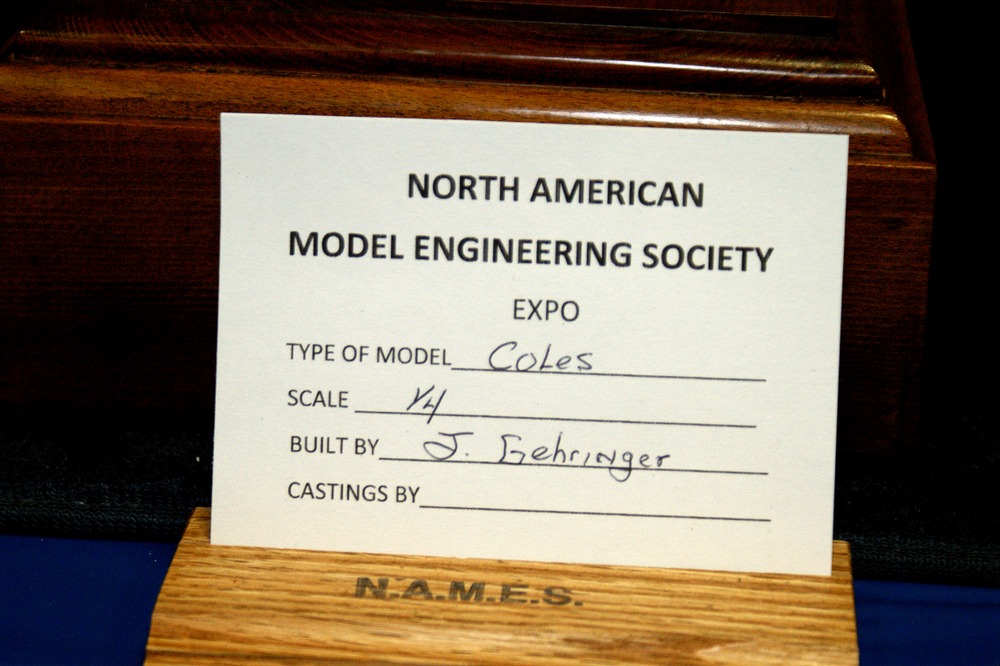 NORTH AMERICAN
MODEL ENGINEERING SOCIETY
EXPO
TYPE OF MODEL Coles
SCALE 1/4
BUILT BY J. Gehringer
CASTINGS BY
N.A.M.E.S.